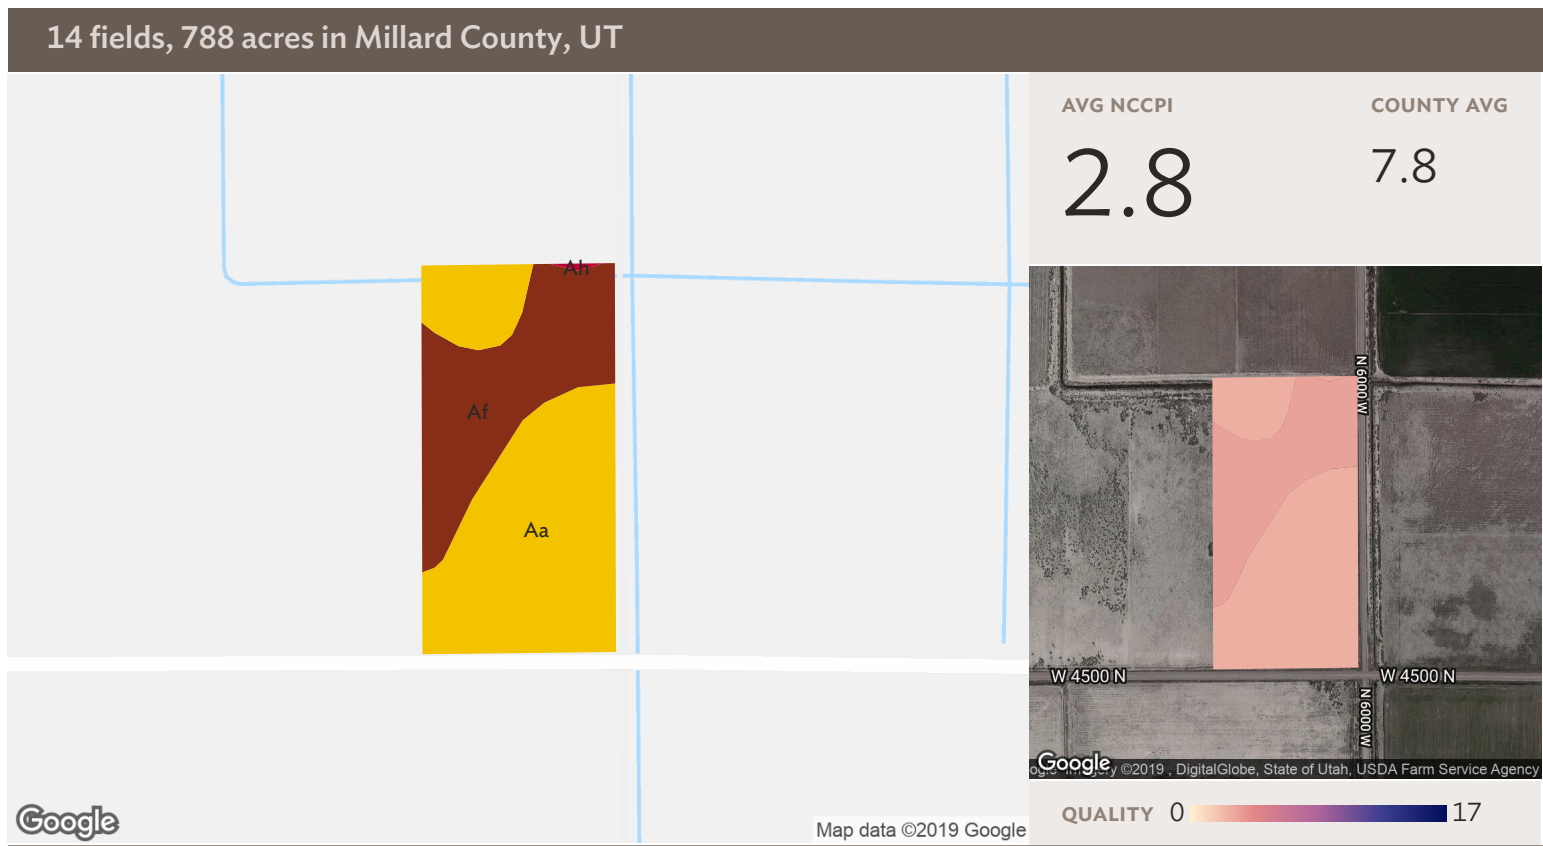 14 fields, 788 acres in Millard County, UT
AVG NCCPI
COUNTY AVG
2.8
7.8
Ah
Af
Aa
Google
Map data ©2019 Google
N 6000 W
W 4500 N
W 4500 N
N 6000 W
Google
©2019 , DigitalGlobe, State of Utah, USDA Farm Service Agency
QUALITY 0 17